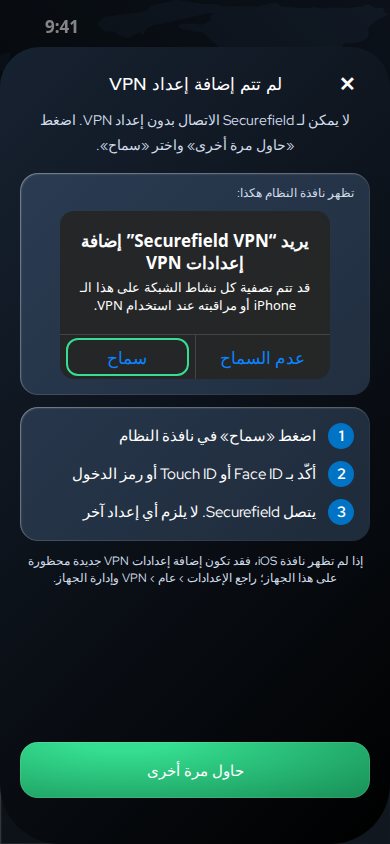 9:41
لم تتم إضافة إعداد VPN
لا يمكن لـ Securefield الاتصال بدون إعداد VPN. اضغط
«حاول مرة أخرى» واختر «سماح».
تظهر نافذة النظام هكذا:
يريد “Securefield VPN” إضافة
إعدادات VPN
قد تتم تصفية كل نشاط الشبكة على هذا الـ
iPhone أو مراقبته عند استخدام VPN.
عدم السماح
سماح
1 اضغط «سماح» في نافذة النظام
2 أكّد بـ Face ID أو Touch ID أو رمز الدخول
3 يتصل Securefield. لا يلزم أي إعداد آخر
إذا لم تظهر نافذة iOS، فقد تكون إضافة إعدادات VPN جديدة محظورة
على هذا الجهاز؛ راجع الإعدادات › عام › VPN وإدارة الجهاز.
حاول مرة أخرى